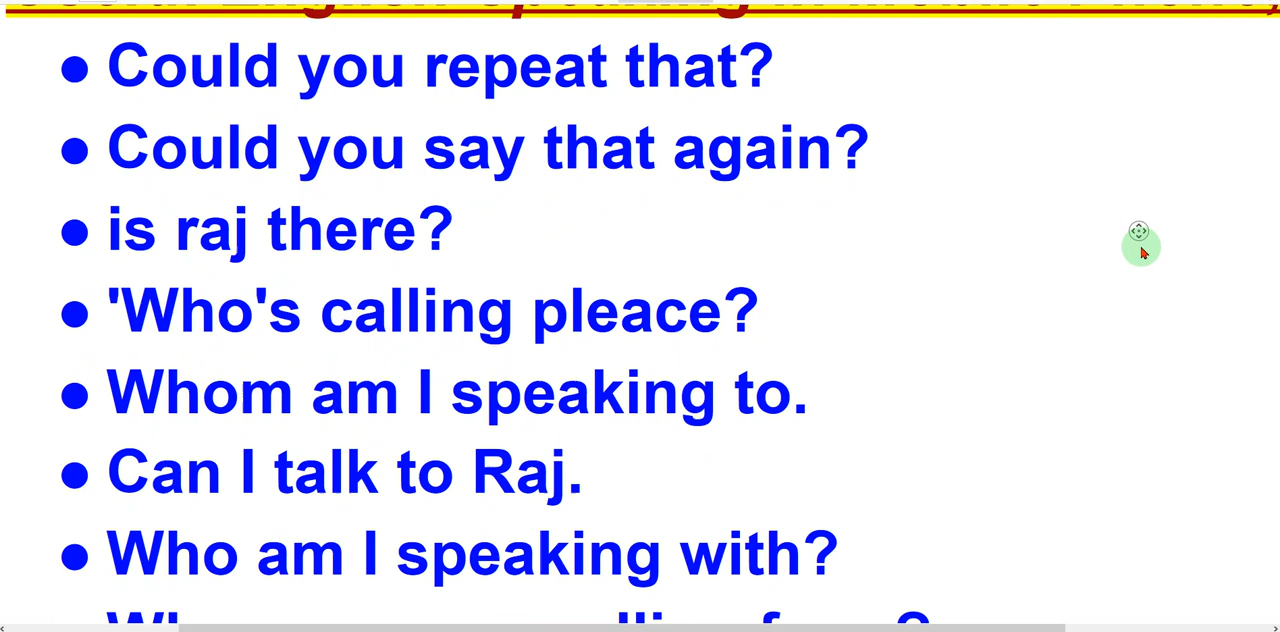 Could you repeat that?
Could you say that again?
is raj there?
'Who's calling pleace?
Whom am I speaking to.
Can I talk to Raj.
Who am I speaking with?